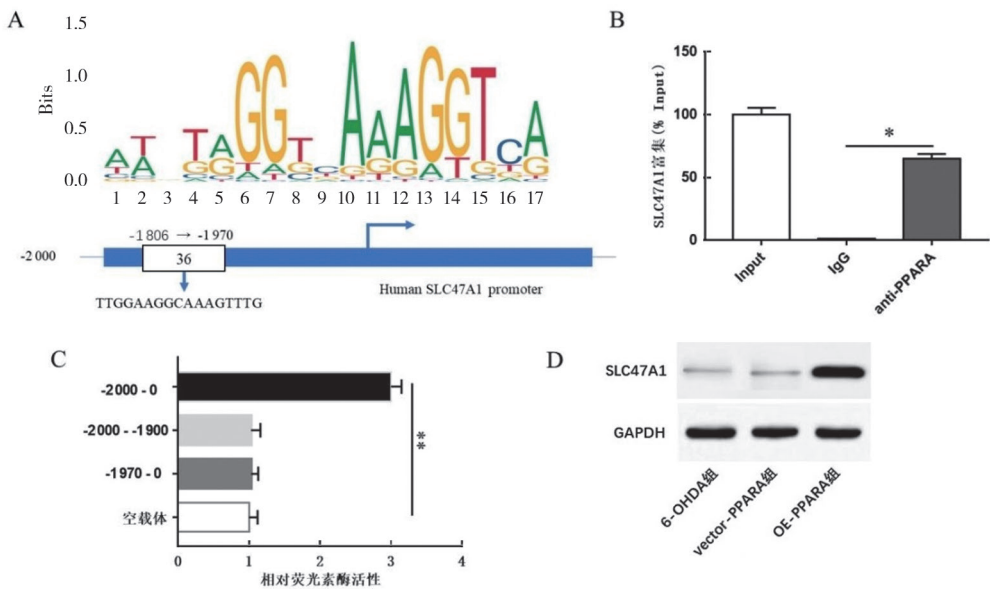 A
Bits
1.5
1.0
0.5
0.0
1 2 3 4 5 6 7 8 9 10 11 12 13 14 15 16 17
-1806 → -1970
-2 000
36
TTGGAAGGCAAAGTTTG
Human SLC47A1 promoter
B
SLC47A1富集(% Input)
150
100
50
0
*
Input
IgG
anti-PPARA
C
-2000 - 0
-2000 - -1900
-1970 - 0
空载体
**
0 1 2 3 4
相对荧光素酶活性
D
SLC47A1
GAPDH
6-OHDA组
vector-PPARA组
OE-PPARA组